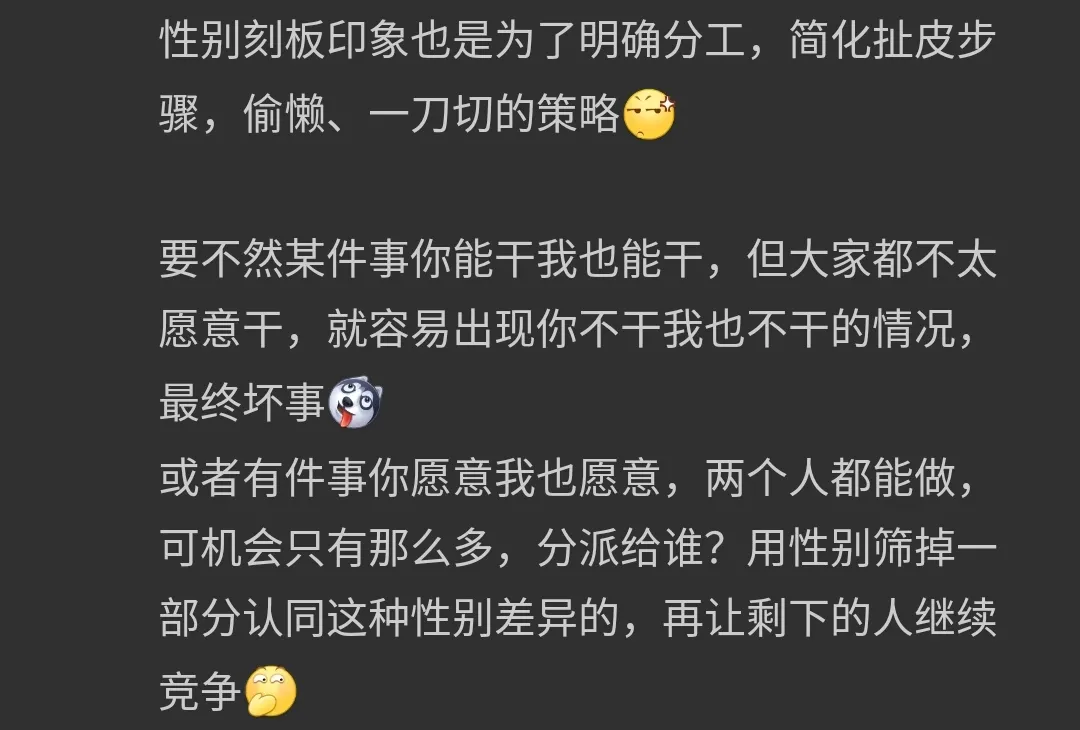 性别刻板印象也是为了明确分工，简化扯皮步
骤，偷懒、一刀切的策略
要不然某件事你能干我也能干，但大家都不太
愿意干，就容易出现你不干我也不干的情况，
最终坏事
或者有件事你愿意我也愿意，两个人都能做，
可机会只有那么多，分派给谁？用性别筛掉一
部分认同这种性别差异的，再让剩下的人继续
竞争